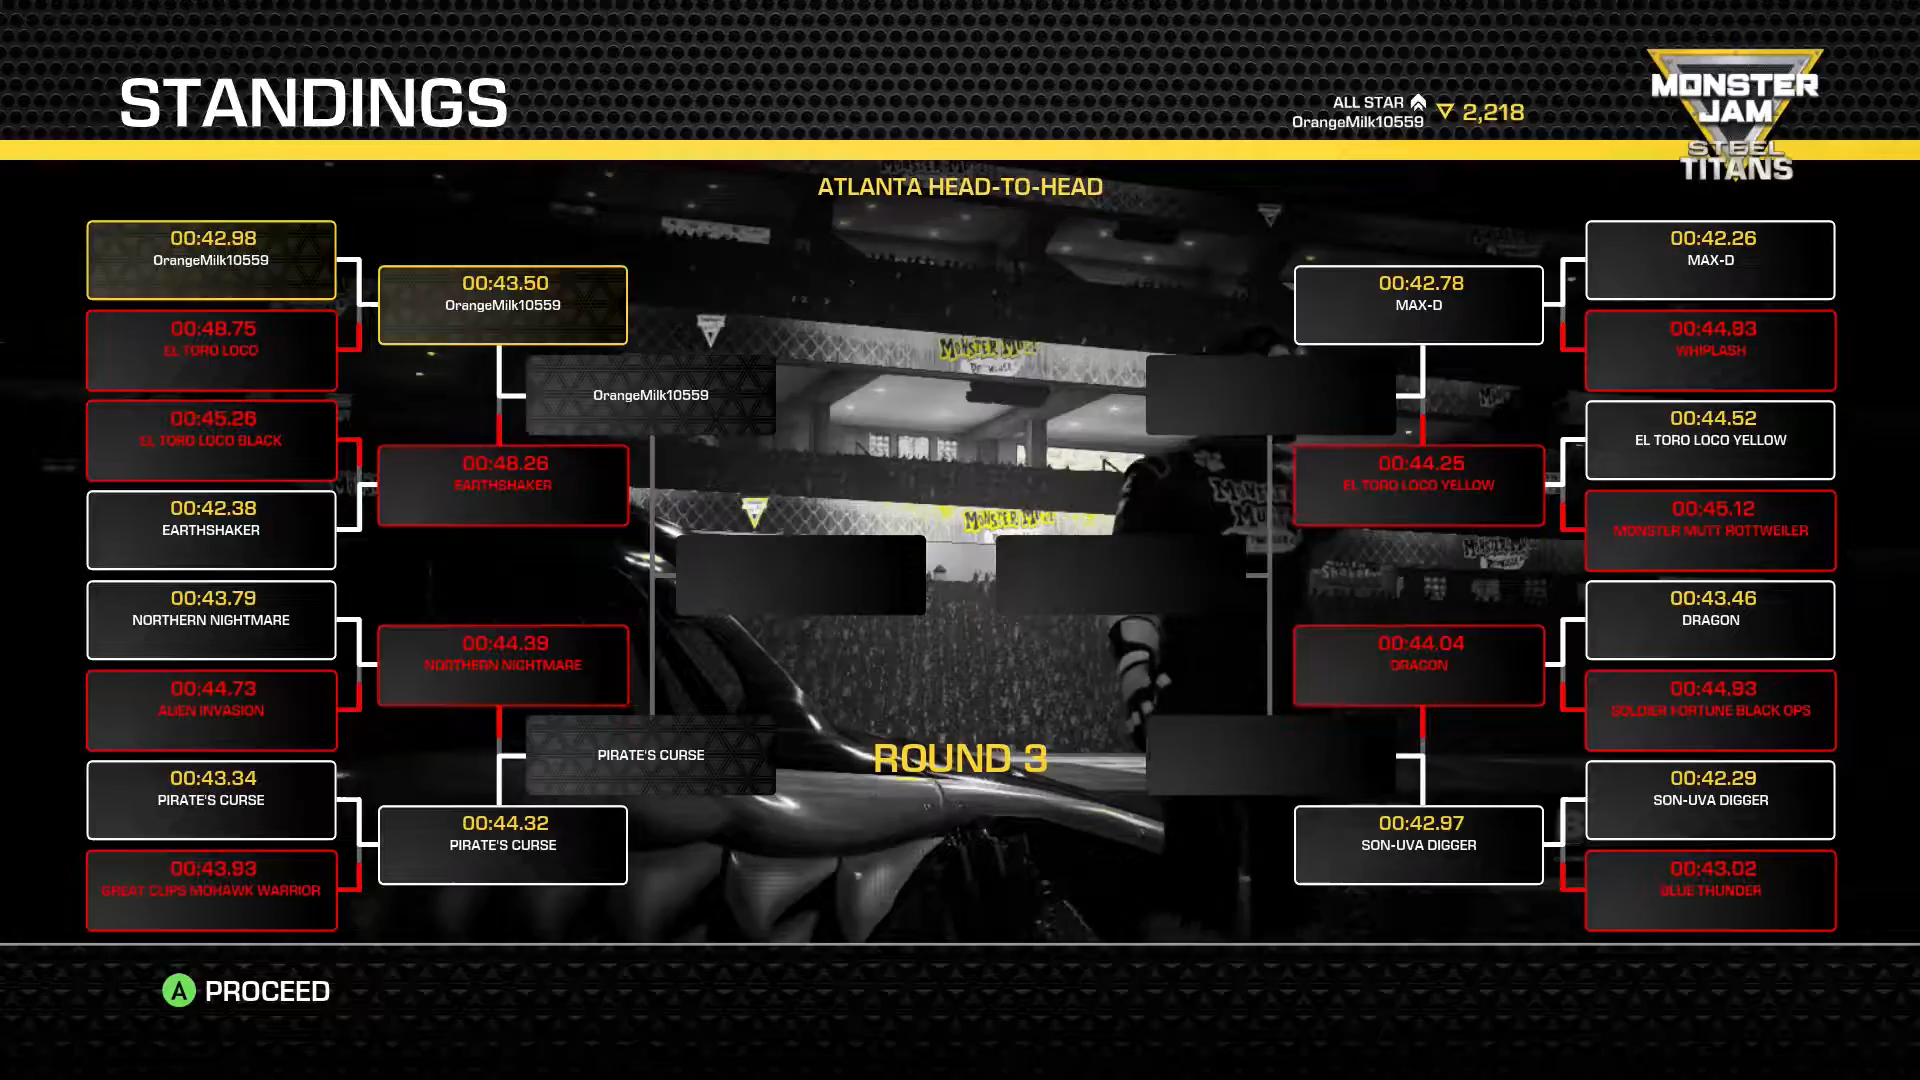 STANDINGS
ALL STAR
OrangeMilk10559
2,218
MONSTER
JAM
STEEL
TITANS
ATLANTA HEAD-TO-HEAD
00:42.98
OrangeMilk10559
00:48.75
EL TORO LOCO
00:45.26
EL TORO LOCO BLACK
00:42.38
EARTHSHAKER
00:43.79
NORTHERN NIGHTMARE
00:44.73
ALIEN INVASION
00:43.34
PIRATE'S CURSE
00:43.93
GREAT CLIPS MOHAWK WARRIOR
00:43.50
OrangeMilk10559
00:48.26
EARTHSHAKER
00:44.39
NORTHERN NIGHTMARE
00:44.32
PIRATE'S CURSE
OrangeMilk10559
PIRATE'S CURSE
MONSTER MUTT
MONSTER MUTT
ROUND 3
00:42.78
MAX-D
00:44.25
EL TORO LOCO YELLOW
00:44.04
DRAGON
00:42.97
SON-UVA DIGGER
00:42.26
MAX-D
00:44.93
WHIPLASH
00:44.52
EL TORO LOCO YELLOW
00:45.12
MONSTER MUTT ROTTWEILER
00:43.46
DRAGON
00:44.93
SOLDIER FORTUNE BLACK OPS
00:42.29
SON-UVA DIGGER
00:43.02
BLUE THUNDER
A PROCEED